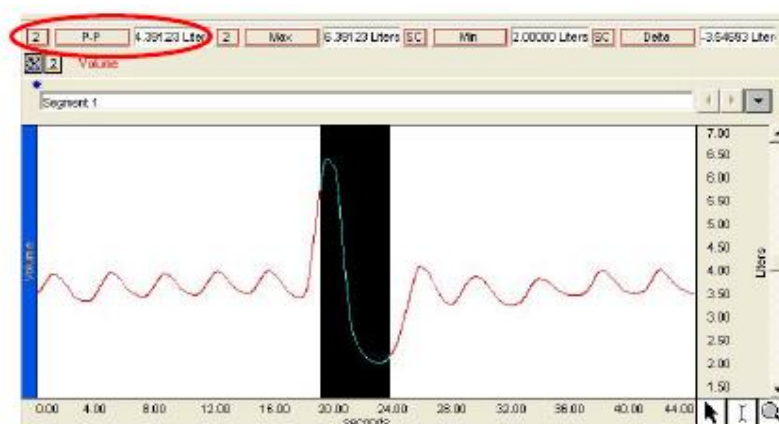 2 P-P 4.39123 Liter 2 Max 6.39123 Liters SC Min 2.00000 Liters SC Delta -3.54693 Liter
2 Volume
Segment 1
7.00
6.50
6.00
5.50
5.00
4.50
4.00
3.50
3.00
2.50
2.00
1.50
Volume
Liters
0.00 4.00 8.00 12.00 16.00 20.00 24.00 28.00 32.00 36.00 40.00 44.00
seconds